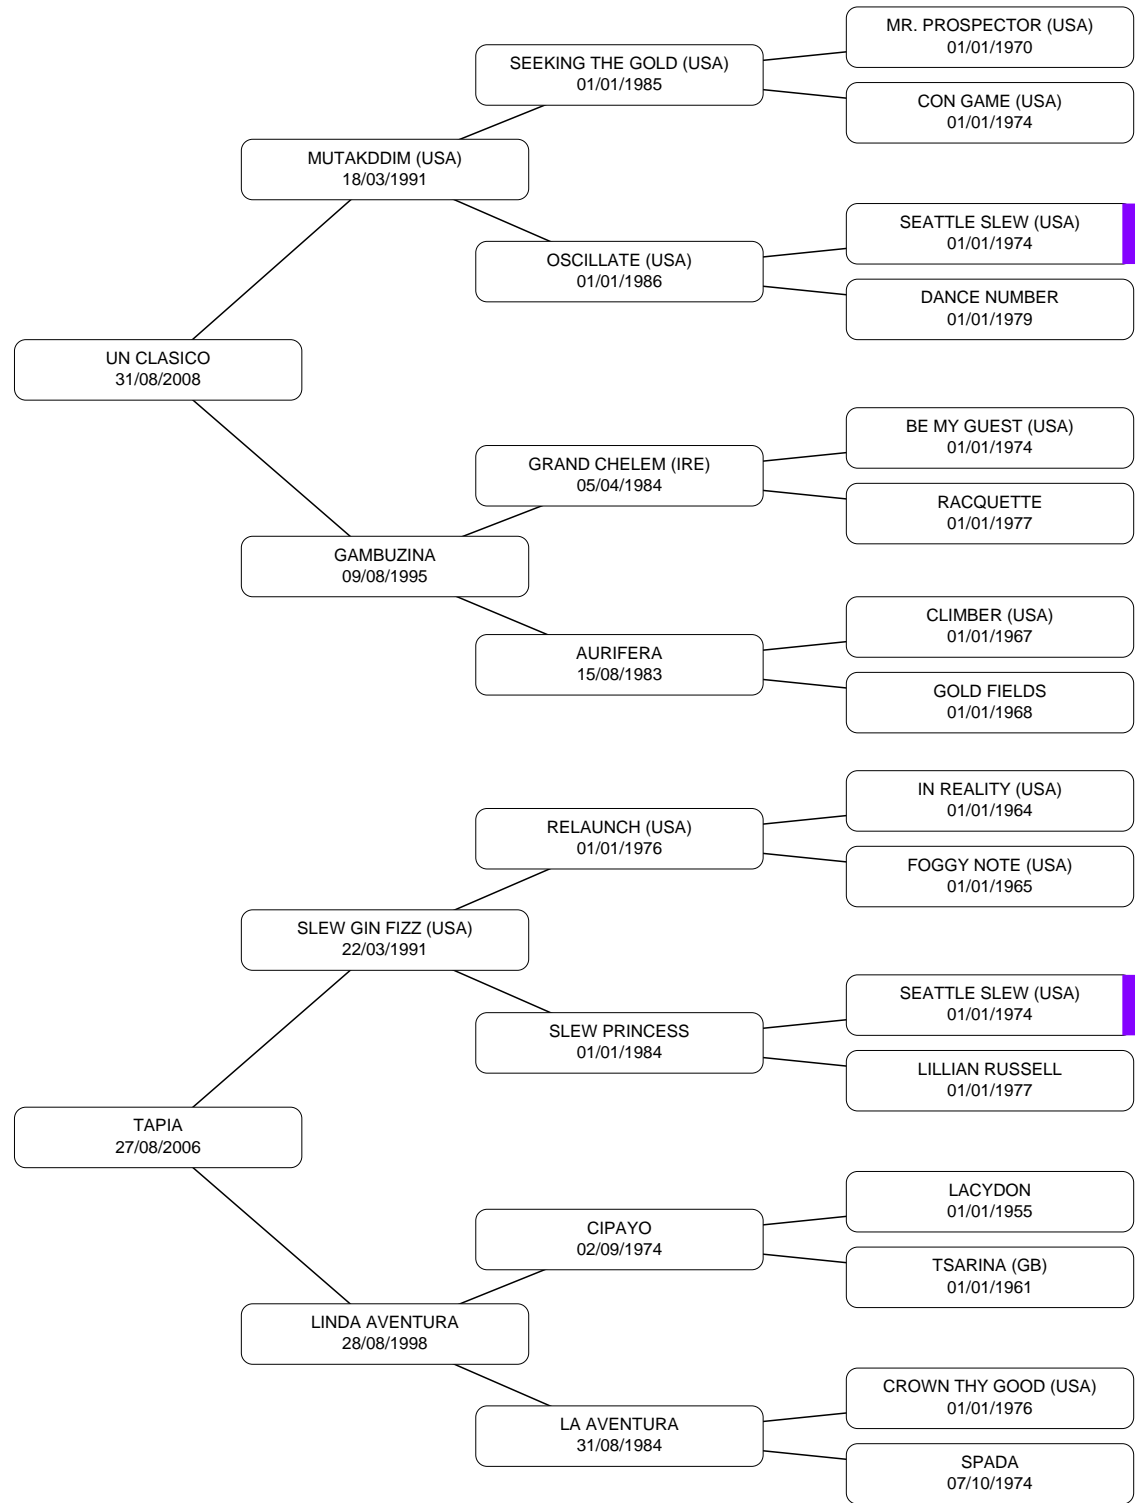 MR. PROSPECTOR (USA)
01/01/1970
SEEKING THE GOLD (USA)
01/01/1985
CON GAME (USA)
01/01/1974
MUTAKDDIM (USA)
18/03/1991
SEATTLE SLEW (USA)
01/01/1974
OSCILLATE (USA)
01/01/1986
DANCE NUMBER
01/01/1979
UN CLASICO
31/08/2008
BE MY GUEST (USA)
01/01/1974
GRAND CHELEM (IRE)
05/04/1984
RACQUETTE
01/01/1977
GAMBUZINA
09/08/1995
CLIMBER (USA)
01/01/1967
AURIFERA
15/08/1983
GOLD FIELDS
01/01/1968
IN REALITY (USA)
01/01/1964
RELAUNCH (USA)
01/01/1976
FOGGY NOTE (USA)
01/01/1965
SLEW GIN FIZZ (USA)
22/03/1991
SEATTLE SLEW (USA)
01/01/1974
SLEW PRINCESS
01/01/1984
LILLIAN RUSSELL
01/01/1977
TAPIA
27/08/2006
LACYDON
01/01/1955
CIPAYO
02/09/1974
TSARINA (GB)
01/01/1961
LINDA AVENTURA
28/08/1998
CROWN THY GOOD (USA)
01/01/1976
LA AVENTURA
31/08/1984
SPADA
07/10/1974